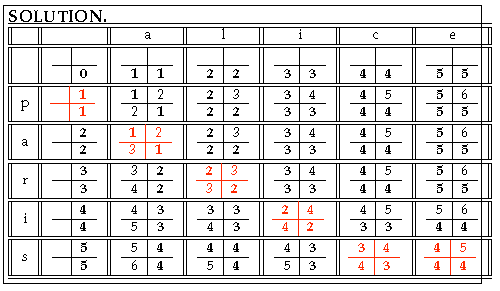 SOLUTION.
a l i c e
0 1 1 2 2 3 3 4 4 5 5
p 1 1 2 2 3 3 4 4 5 5 6
1 2 1 2 2 3 3 4 4 5 5
a 2 1 2 2 3 3 4 4 5 5 6
2 3 1 2 2 3 3 4 4 5 5
r 3 3 2 2 3 3 4 4 5 5 6
3 4 2 3 2 3 3 4 4 5 5
i 4 4 3 3 3 2 4 4 5 5 6
4 5 3 4 3 4 2 3 3 4 4
s 5 5 4 4 4 4 3 3 4 4 5
5 6 4 5 4 5 3 4 3 4 4